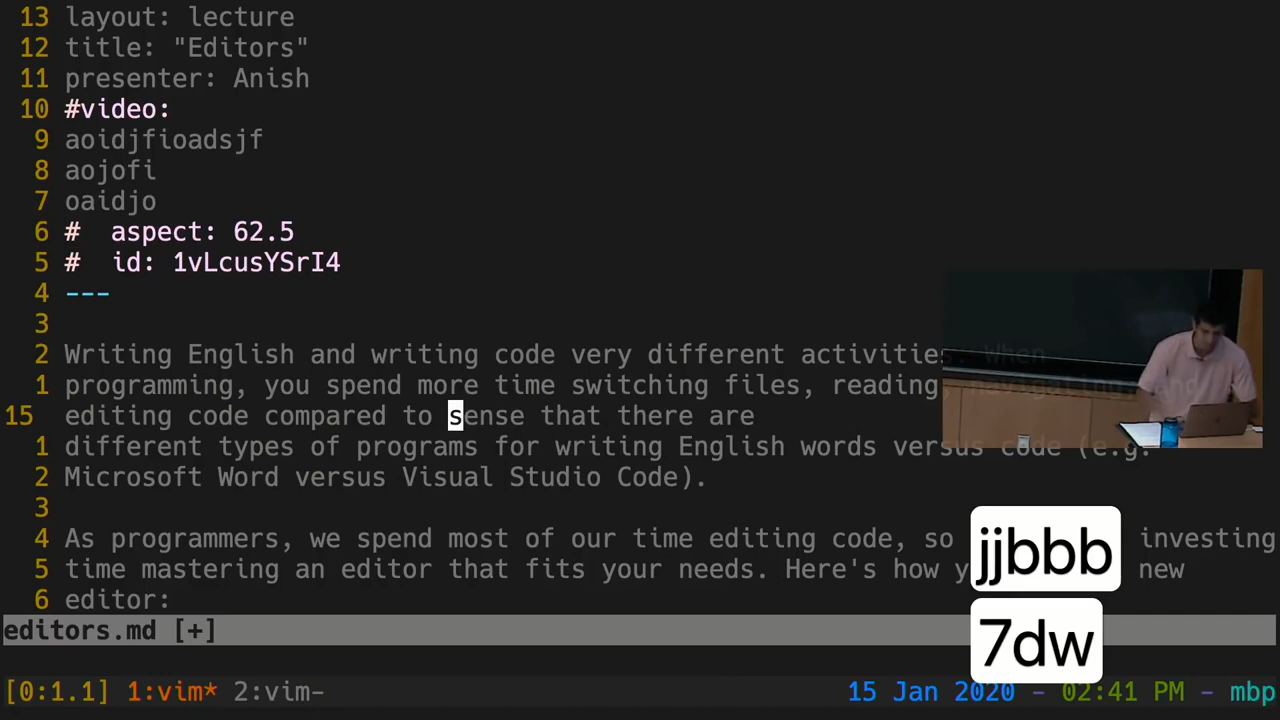 13 layout: lecture
12 title: "Editors"
11 presenter: Anish
10 #video:
9 aoidjfioadsjf
8 aojofi
7 oaidjo
6 #  aspect: 62.5
5 #  id: 1vLcusYSrI4
4 ---
3
2 Writing English and writing code very different activities. When
1 programming, you spend more time switching files, reading, navigating, and
15 editing code compared to sense that there are
1 different types of programs for writing English words versus code (e.g.
2 Microsoft Word versus Visual Studio Code).
3
4 As programmers, we spend most of our time editing code, so investing
5 time mastering an editor that fits your needs. Here's how new
6 editor:
jjbbb
7dw
editors.md [+]
[0:1.1] 1:vim* 2:vim- 15 Jan 2020 - 02:41 PM - mbp